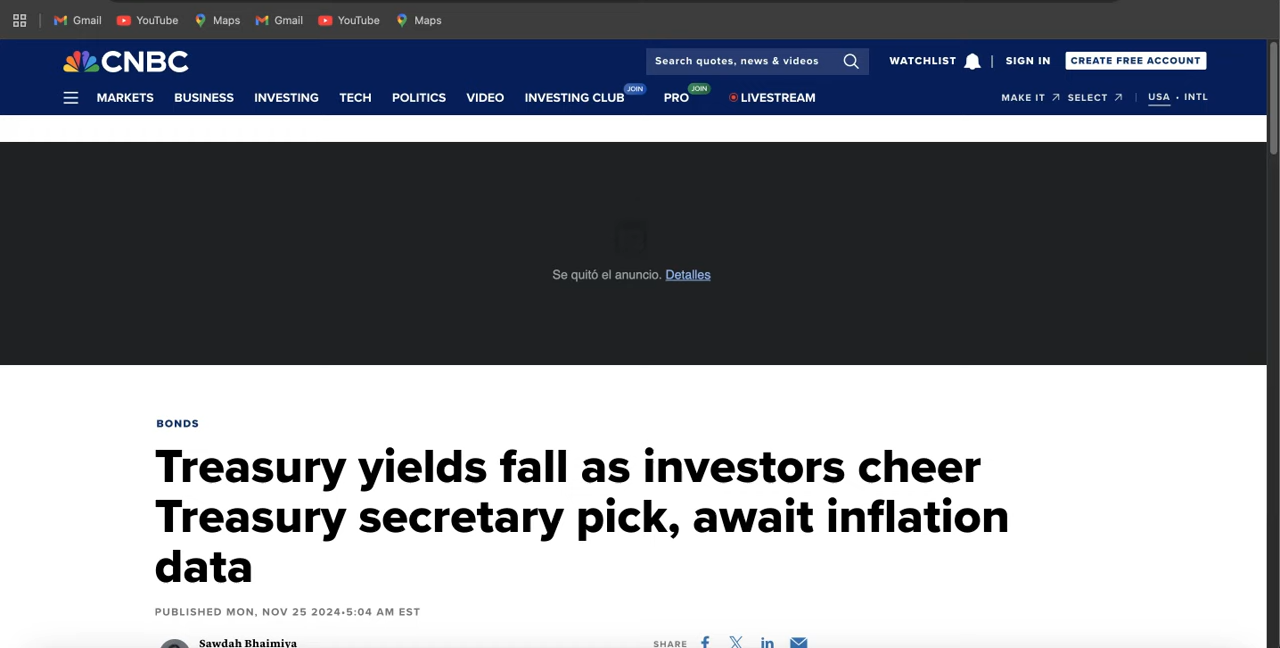 Gmail YouTube Maps Gmail YouTube Maps
CNBC Search quotes, news & videos WATCHLIST | SIGN IN CREATE FREE ACCOUNT
MARKETS BUSINESS INVESTING TECH POLITICS VIDEO INVESTING CLUB JOIN PRO JOIN LIVESTREAM MAKE IT SELECT | USA • INTL
Se quitó el anuncio. Detalles
BONDS
Treasury yields fall as investors cheer
Treasury secretary pick, await inflation
data
PUBLISHED MON, NOV 25 2024•5:04 AM EST
Sawdah Bhaimiya SHARE